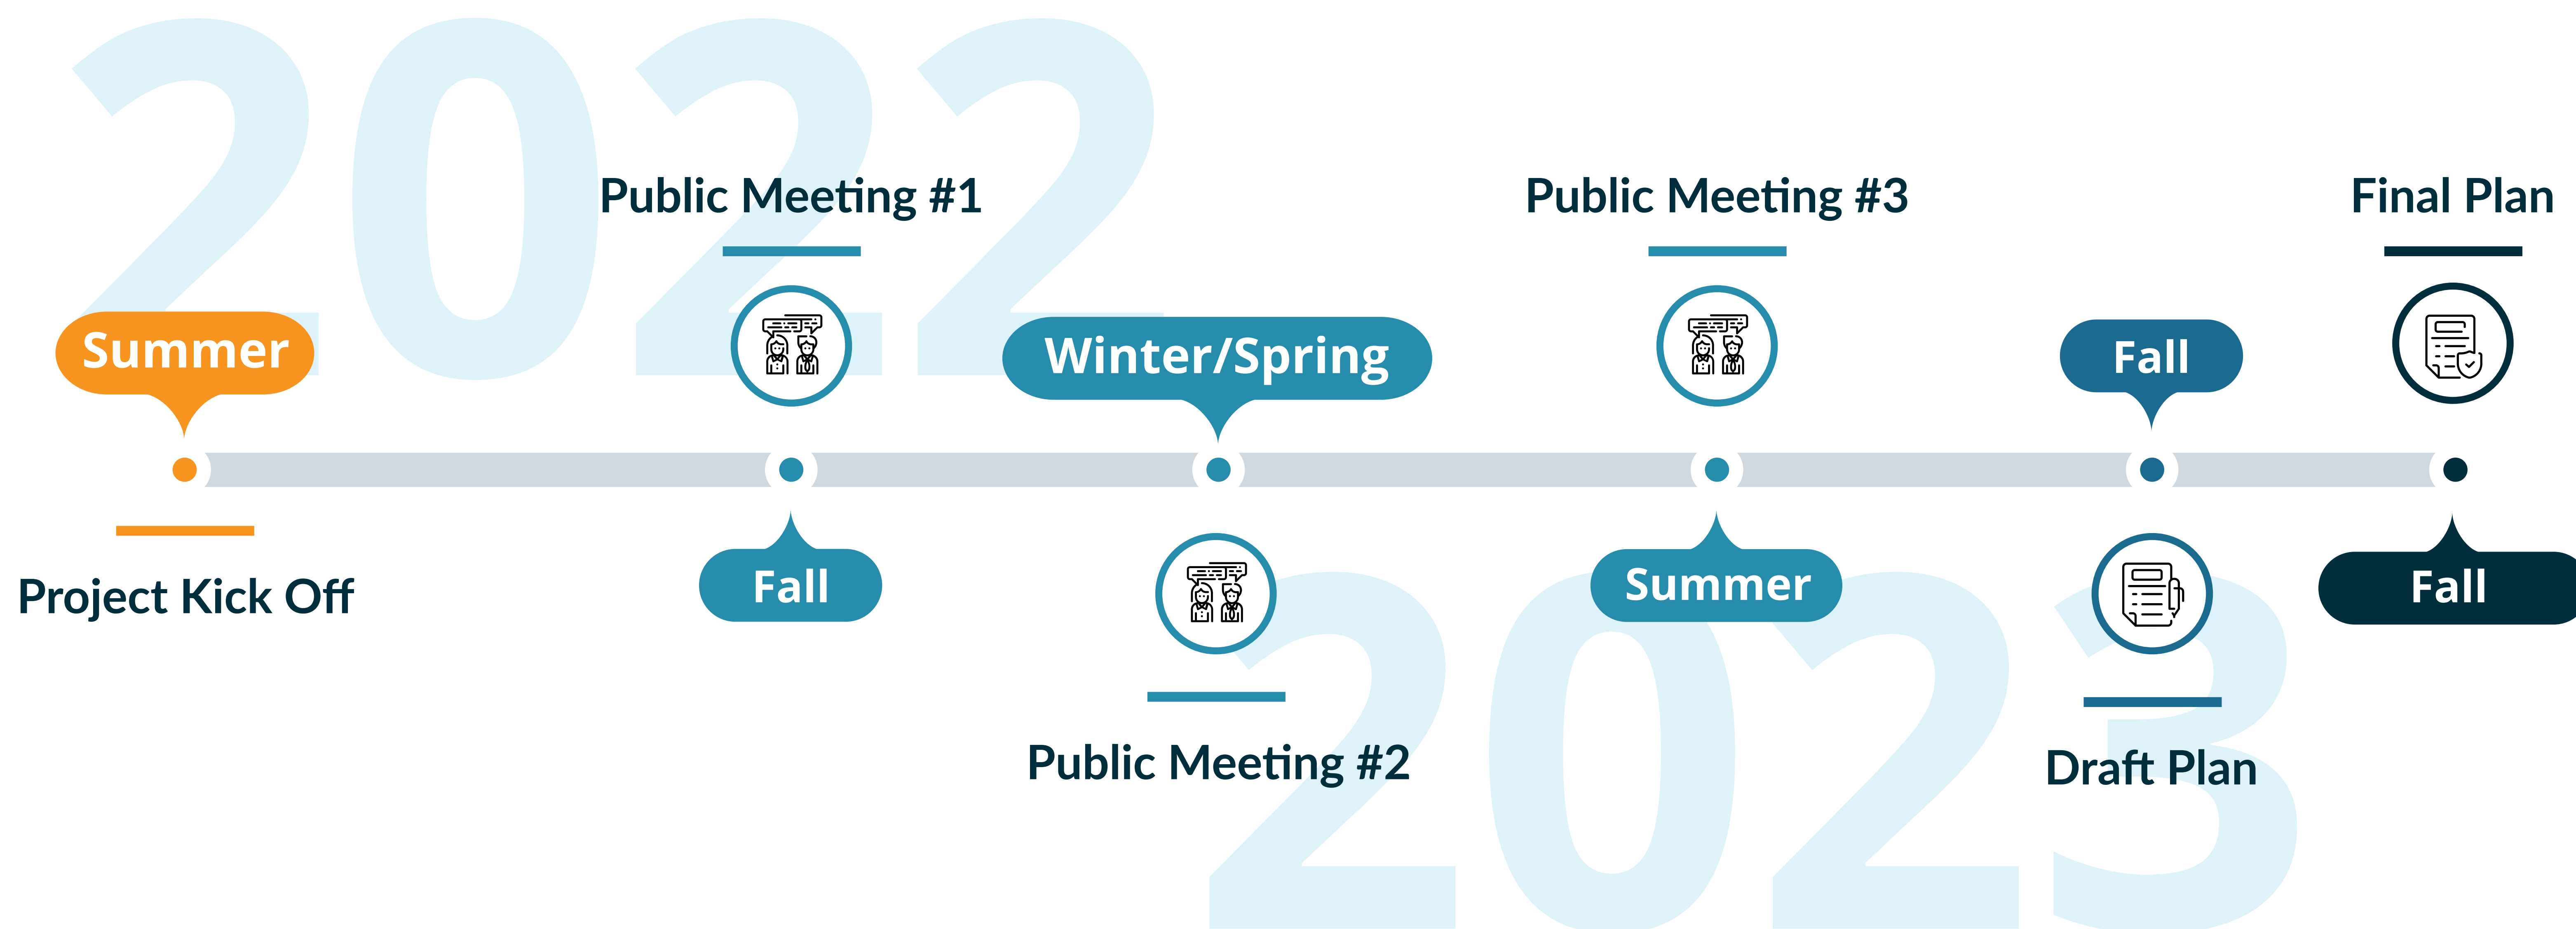 2022
Public Meeting #1
Public Meeting #3
Final Plan
Summer
Winter/Spring
Fall
Project Kick Off
Fall
Summer
Fall
Public Meeting #2
Draft Plan
2023